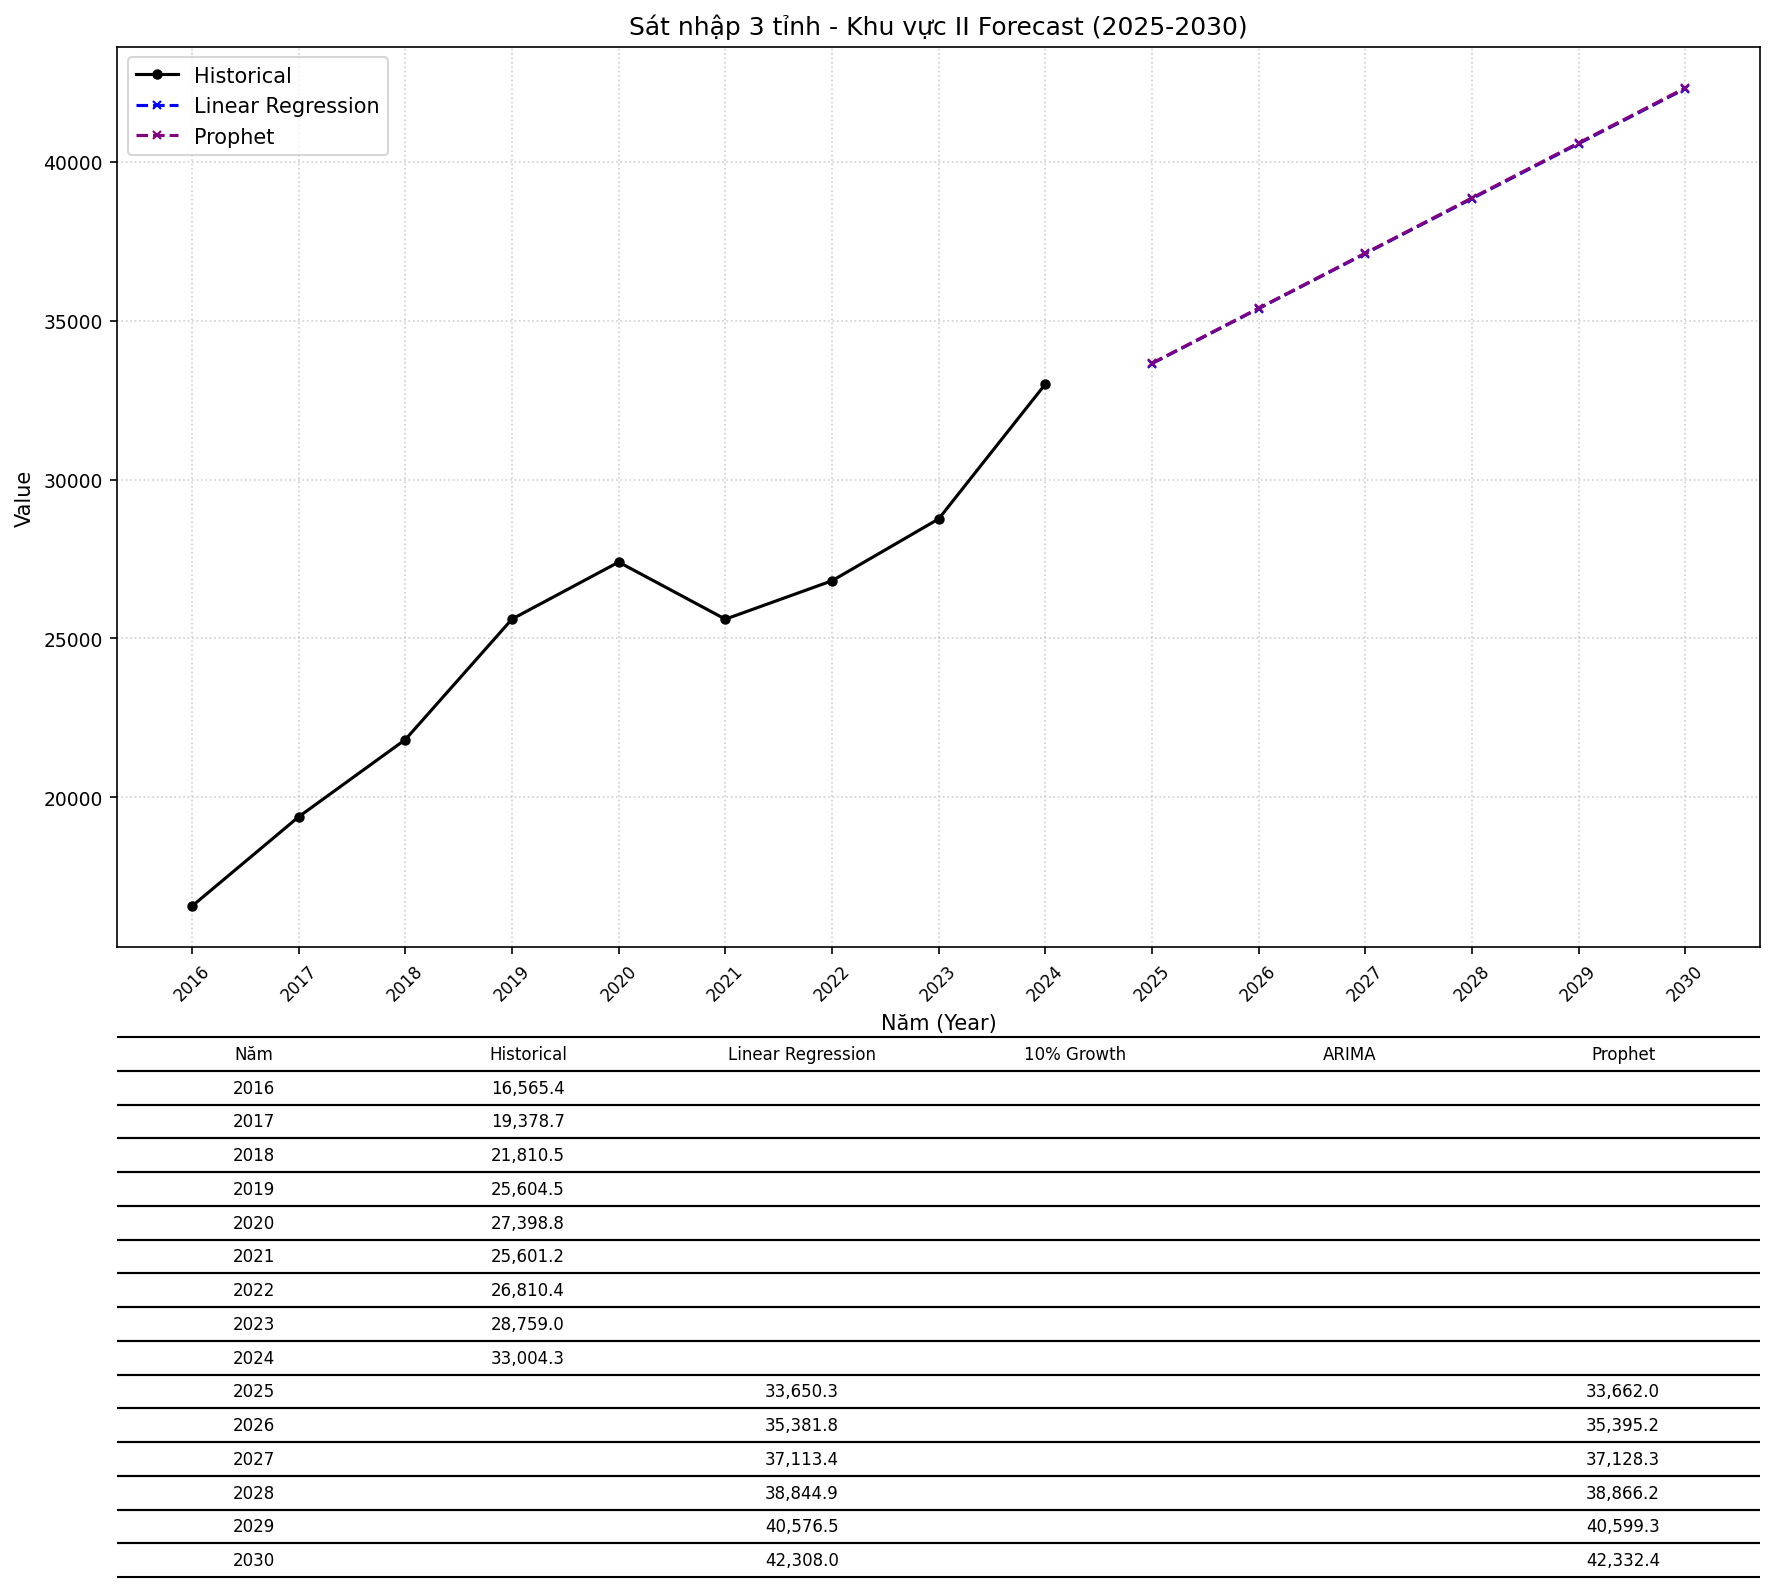 Sát nhập 3 tỉnh - Khu vực II Forecast (2025-2030)
Historical
Linear Regression
Prophet
Value
40000
35000
30000
25000
20000
2016 2017 2018 2019 2020 2021 2022 2023 2024 2025 2026 2027 2028 2029 2030
Năm (Year)
Năm Historical Linear Regression 10% Growth ARIMA Prophet
2016 16,565.4
2017 19,378.7
2018 21,810.5
2019 25,604.5
2020 27,398.8
2021 25,601.2
2022 26,810.4
2023 28,759.0
2024 33,004.3
2025 33,650.3 33,662.0
2026 35,381.8 35,395.2
2027 37,113.4 37,128.3
2028 38,844.9 38,866.2
2029 40,576.5 40,599.3
2030 42,308.0 42,332.4